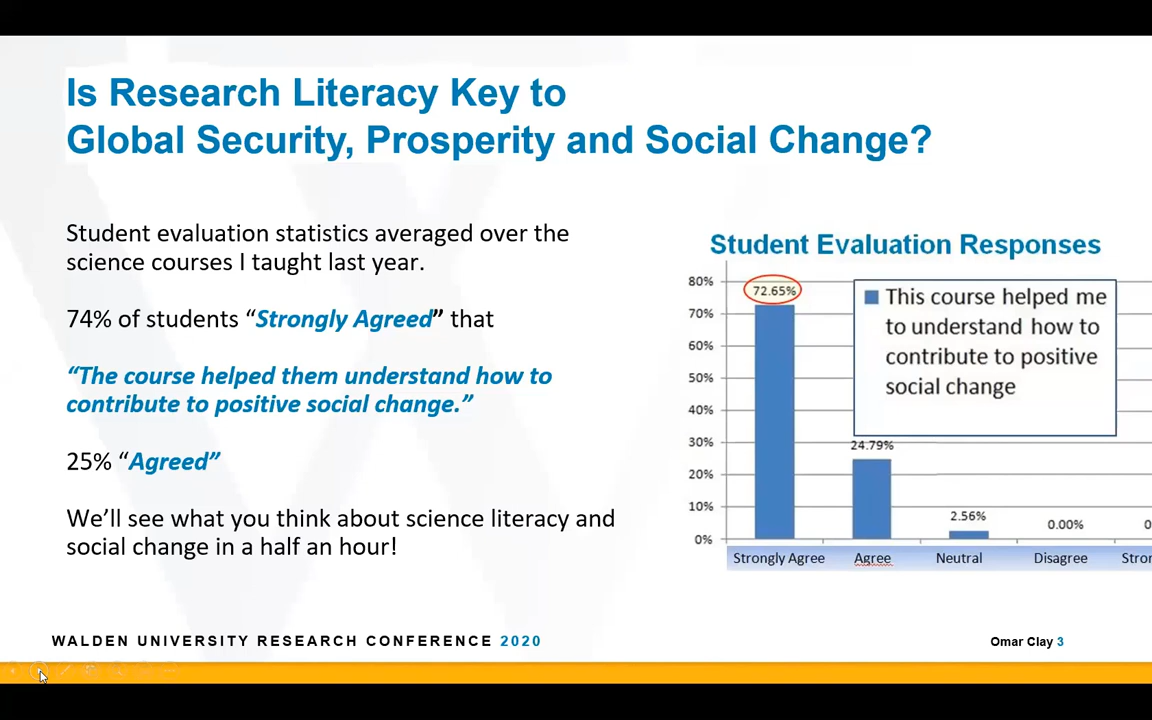 Is Research Literacy Key to
Global Security, Prosperity and Social Change?
Student evaluation statistics averaged over the
science courses I taught last year.
74% of students “Strongly Agreed” that
“The course helped them understand how to
contribute to positive social change.”
25% “Agreed”
We’ll see what you think about science literacy and
social change in a half an hour!
Student Evaluation Responses
80%
70%
60%
50%
40%
30%
20%
10%
0%
72.65%
24.79%
2.56%
0.00%
0
This course helped me
to understand how to
contribute to positive
social change
Strongly Agree
Agree
Neutral
Disagree
Stron
WALDEN UNIVERSITY RESEARCH CONFERENCE 2020
Omar Clay 3